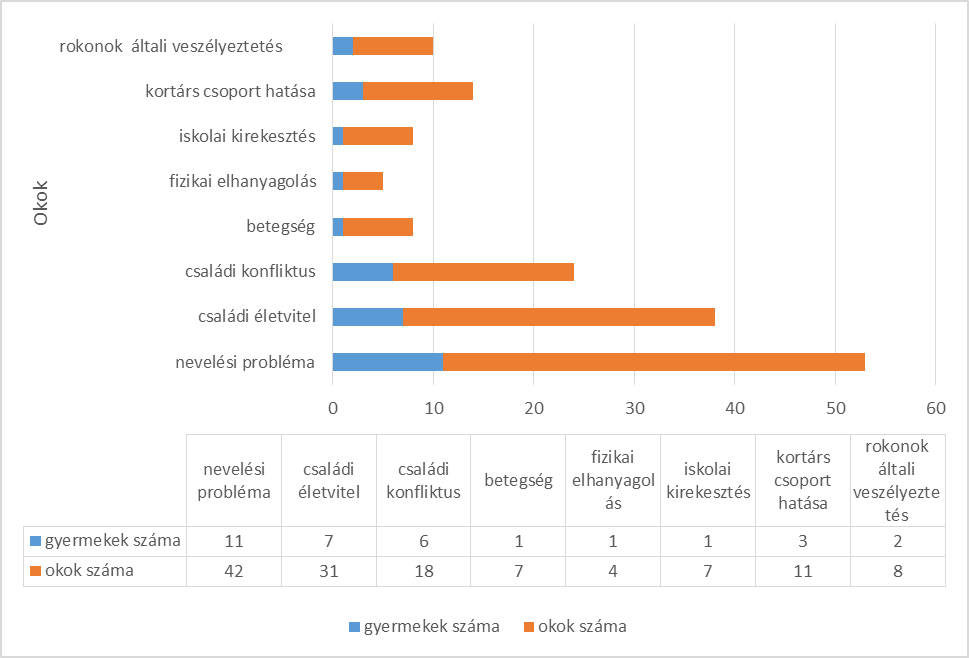 rokonok általi veszélyeztetés
kortárs csoport hatása
iskolai kirekesztés
fizikai elhanyagolás
betegség
családi konfliktus
családi életvitel
nevelési probléma
Okok
0 10 20 30 40 50 60
nevelési
probléma
családi
életvitel
családi
konfliktus
betegség
fizikai
elhanyagol
ás
iskolai
kirekesztés
kortárs
csoport
hatása
rokonok
általi
veszélyezte
tés
gyermekek száma 11 7 6 1 1 1 3 2
okok száma 42 31 18 7 4 7 11 8
gyermekek száma okok száma